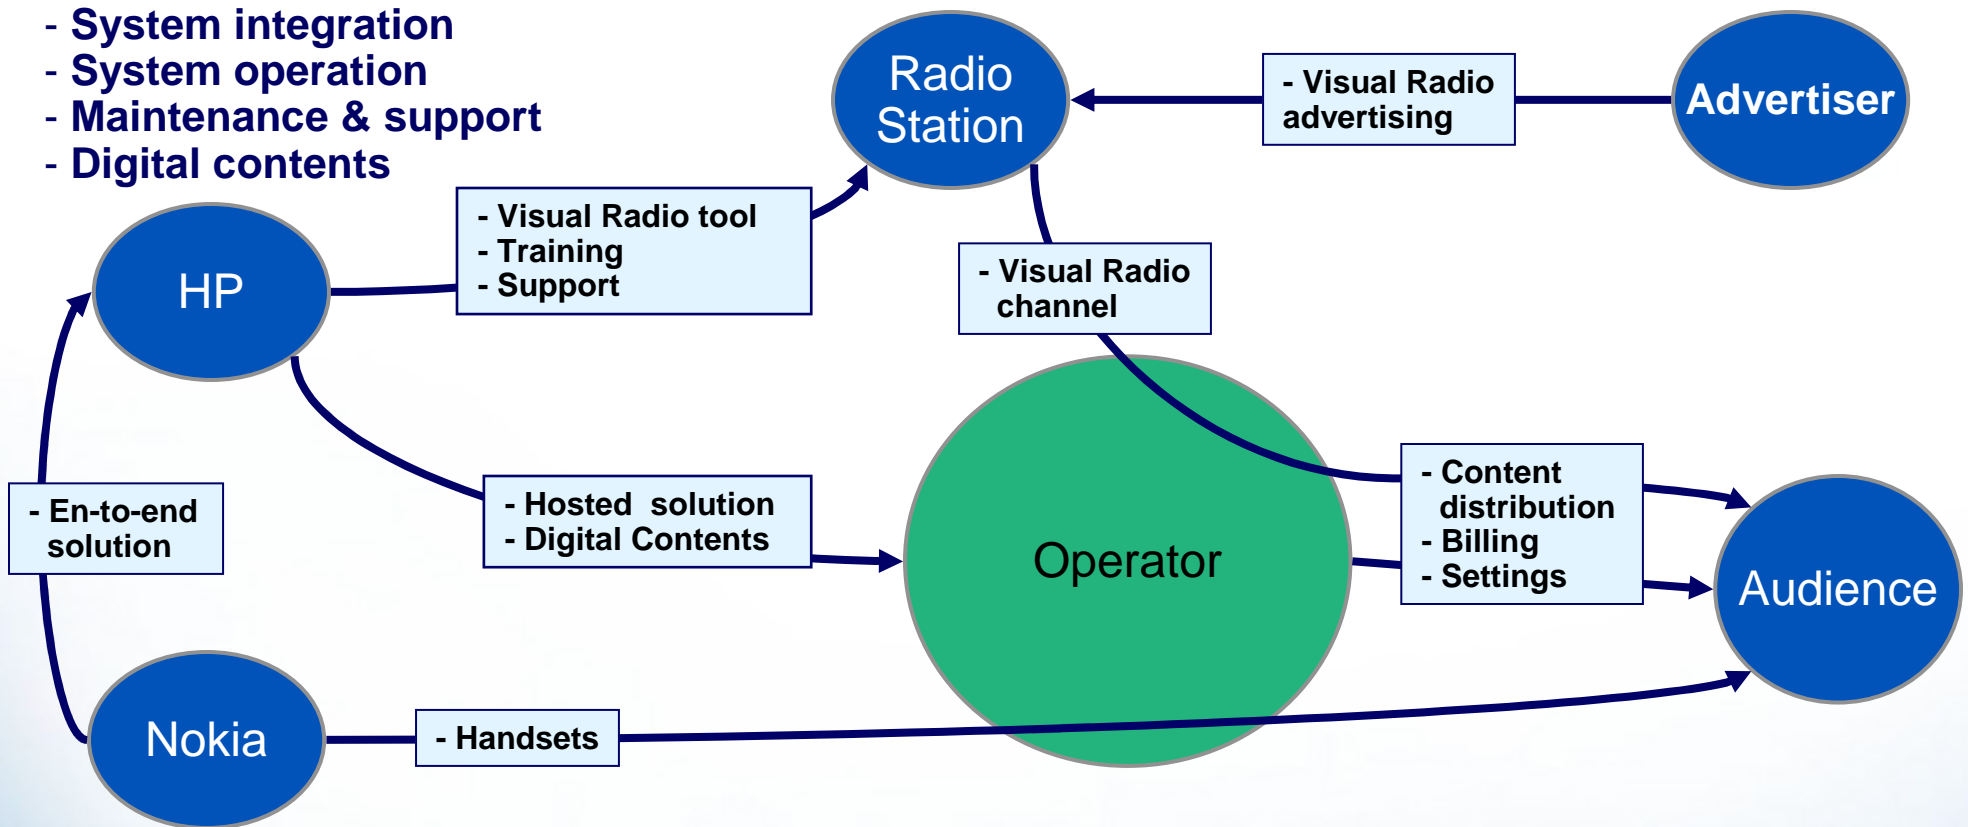 - System integration
- System operation
- Maintenance & support
- Digital contents
Radio
Station
- Visual Radio
advertising
Advertiser
- Visual Radio tool
- Training
- Support
HP
- Visual Radio
channel
- En-to-end
solution
- Hosted  solution
- Digital Contents
Operator
- Content
distribution
- Billing
- Settings
Audience
Nokia
- Handsets